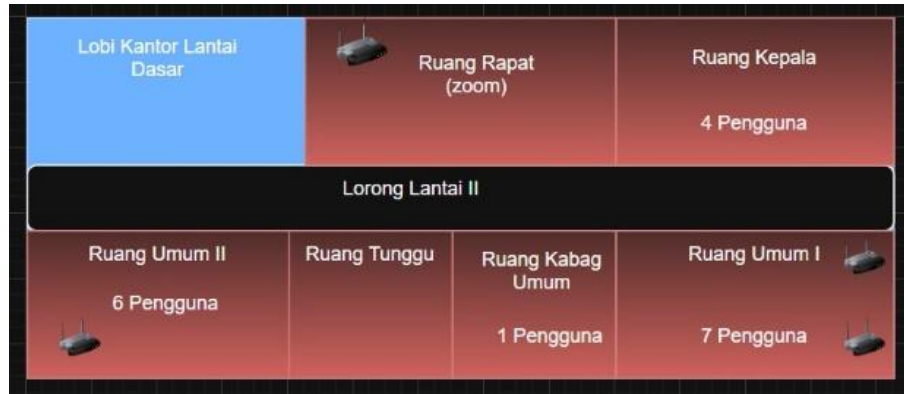 Lobi Kantor Lantai
Dasar
Ruang Rapat
(zoom)
Ruang Kepala
4 Pengguna
Lorong Lantai II
Ruang Umum II
6 Pengguna
Ruang Tunggu
Ruang Kabag
Umum
1 Pengguna
Ruang Umum I
7 Pengguna